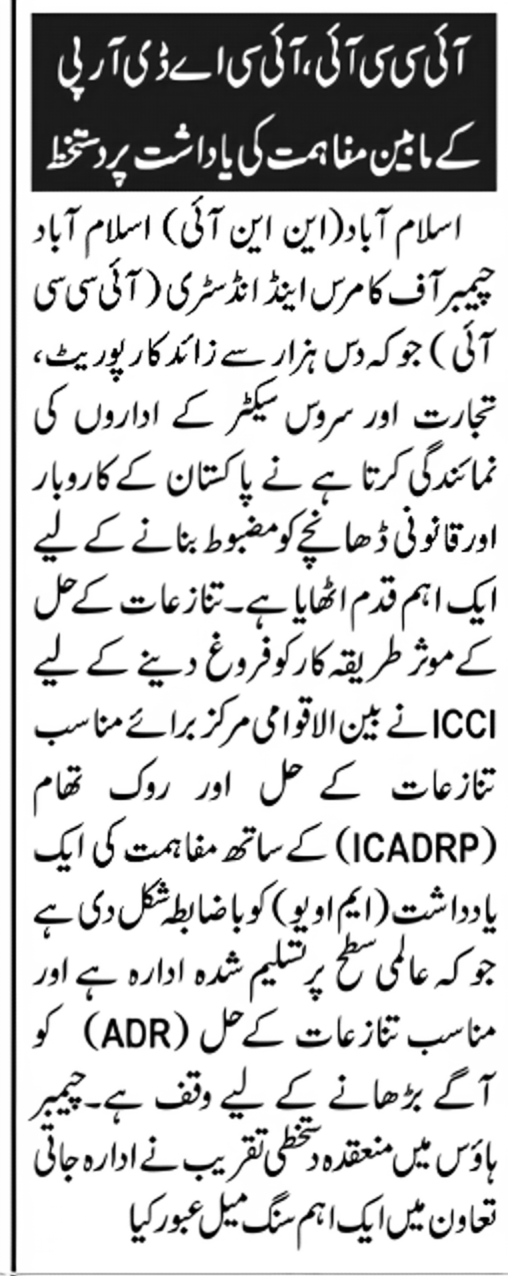 آئی سی سی آئی، آئی سی اے ڈی آر پی
کے مابین مفاہمت کی یاداشت پر دستخط
اسلام آباد (این این آئی) اسلام آباد
چیمبر آف کامرس اینڈ انڈسٹری (آئی سی سی
آئی) جو کہ دس ہزار سے زائد کارپوریٹ،
تجارت اور سروس سیکٹر کے اداروں کی
نمائندگی کرتا ہے نے پاکستان کے کاروبار
اور قانونی ڈھانچے کو مضبوط بنانے کے لیے
ایک اہم قدم اٹھایا ہے۔ تنازعات کے حل
کے موثر طریقہ کار کو فروغ دینے کے لیے
ICCI نے بین الاقوامی مرکز برائے مناسب
تنازعات کے حل اور روک تھام
(ICADRP) کے ساتھ مفاہمت کی ایک
یادداشت (ایم او یو) کو باضابطہ شکل دی ہے
جو کہ عالمی سطح پر تسلیم شدہ ادارہ ہے اور
مناسب تنازعات کے حل (ADR) کو
آگے بڑھانے کے لیے وقف ہے۔ چیمبر
ہاؤس میں منعقدہ دستخطی تقریب نے ادارہ جاتی
تعاون میں ایک اہم سنگ میل عبور کیا